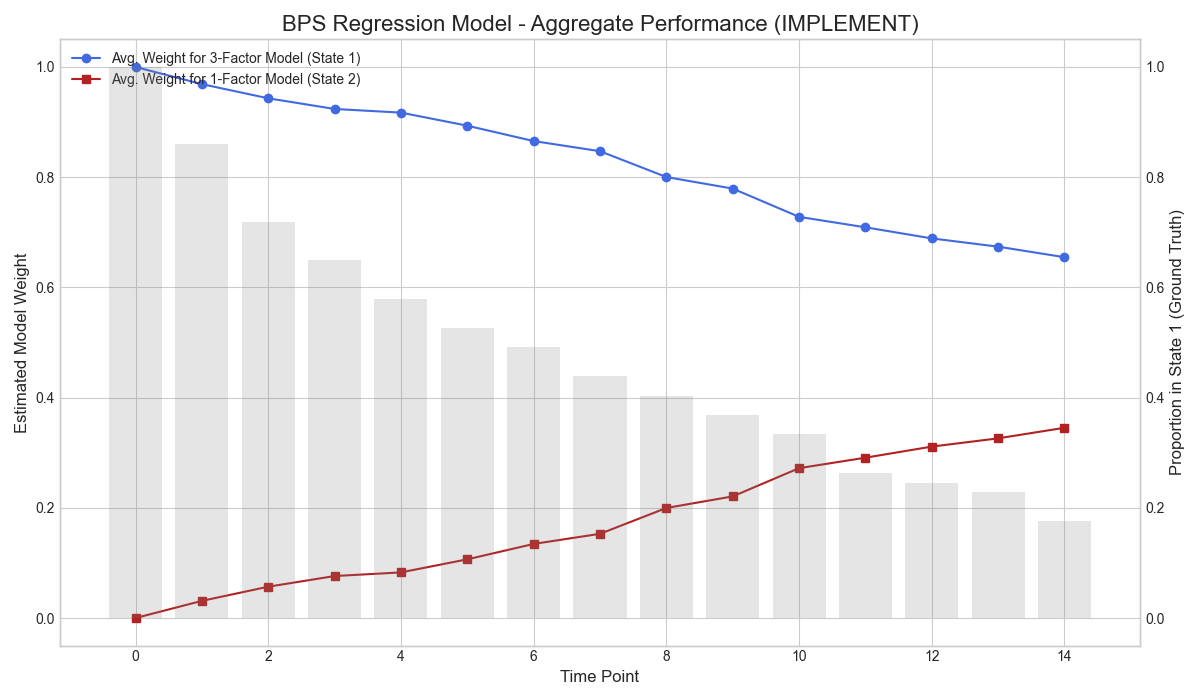 BPS Regression Model - Aggregate Performance (IMPLEMENT)
Avg. Weight for 3-Factor Model (State 1)
Avg. Weight for 1-Factor Model (State 2)
Estimated Model Weight
1.0
0.8
0.6
0.4
0.2
0.0
1.0
0.8
0.6
0.4
0.2
0.0
Proportion in State 1 (Ground Truth)
0 2 4 6 8 10 12 14
Time Point